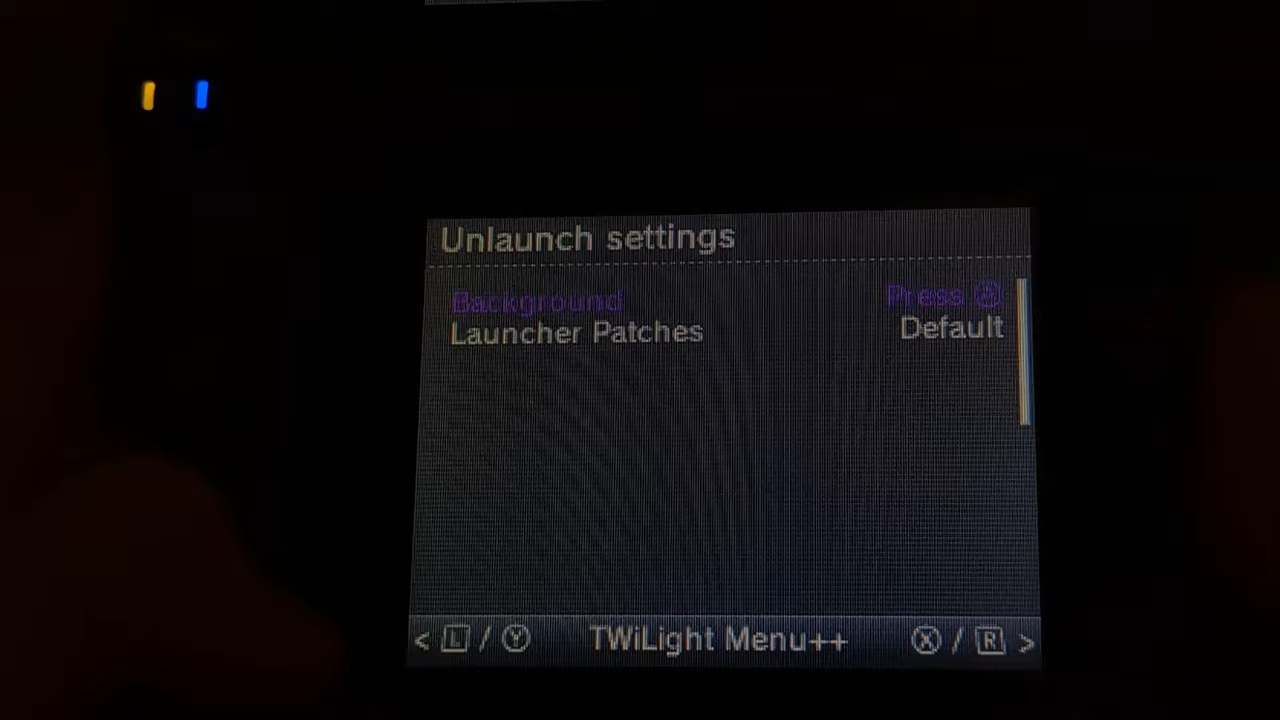 Unlaunch settings
Background Press Ⓐ
Launcher Patches Default
< L / Y TWiLight Menu++ X / R >